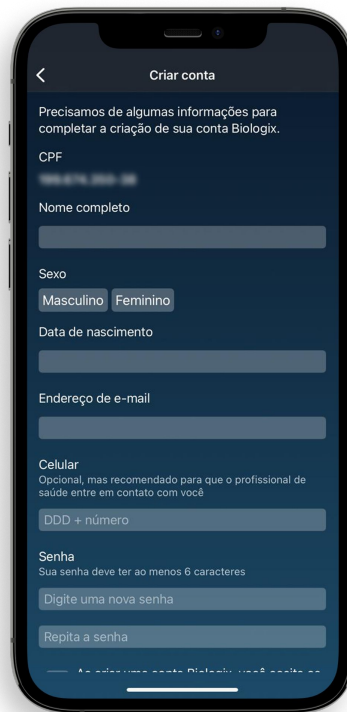 Criar conta
Precisamos de algumas informações para
completar a criação de sua conta Biologix.
CPF
Nome completo
Sexo
Masculino Feminino
Data de nascimento
Endereço de e-mail
Celular
Opcional, mas recomendado para que o profissional de
saúde entre em contato com você
DDD + número
Senha
Sua senha deve ter ao menos 6 caracteres
Digite uma nova senha
Repita a senha